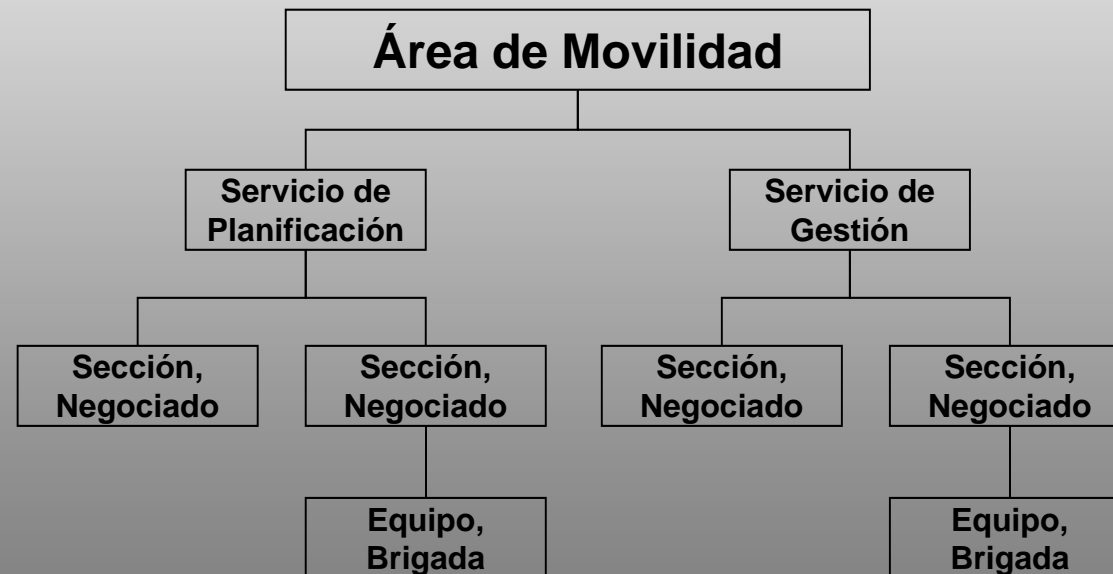 Área de Movilidad
Servicio de
Planificación
Servicio de
Gestión
Sección,
Negociado
Sección,
Negociado
Sección,
Negociado
Sección,
Negociado
Equipo,
Brigada
Equipo,
Brigada